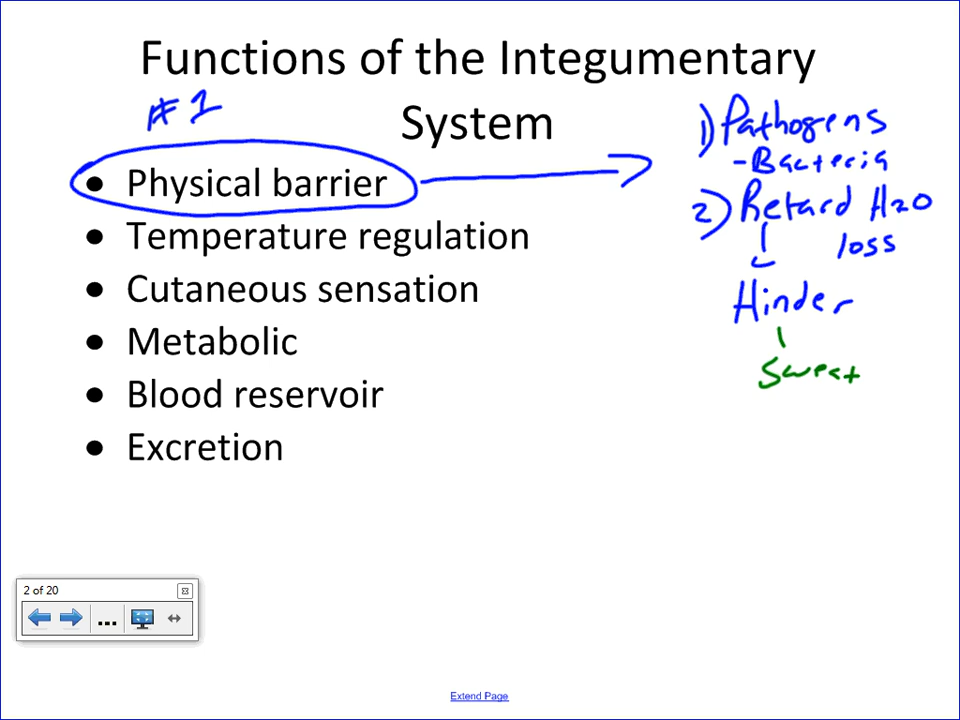 Functions of the Integumentary
System
#1
• Physical barrier
• Temperature regulation
• Cutaneous sensation
• Metabolic
• Blood reservoir
• Excretion
1) Pathogens
- Bacteria
2) Retard H2O
loss
Hinder
Sweat
2 of 20
...
Extend Page